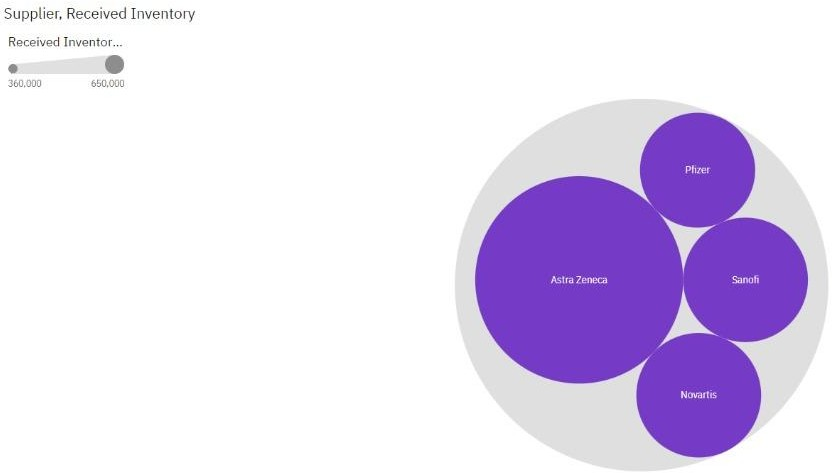 Supplier, Received Inventory
Received Inventor...
360,000 650,000
Pfizer
Astra Zeneca
Sanofi
Novartis